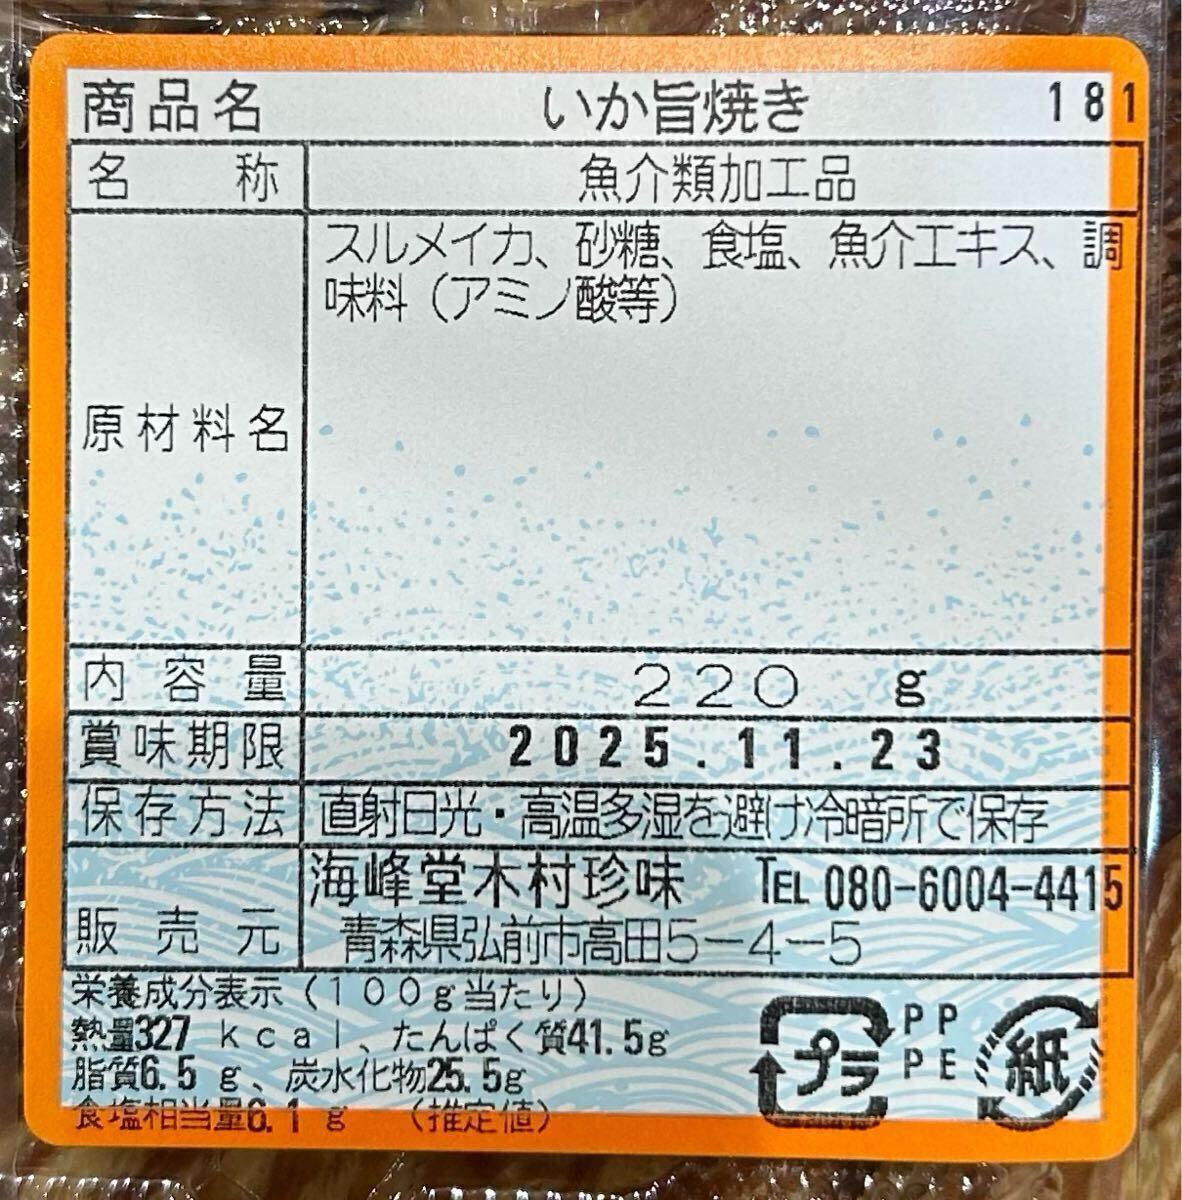 商品名 いか旨焼き 181
名称 魚介類加工品
原材料名 スルメイカ、砂糖、食塩、魚介エキス、調
味料（アミノ酸等）
内容量 220 g
賞味期限 2025.11.23
保存方法 直射日光・高温多湿を避け冷暗所で保存
販売元 海峰堂木村珍味 TEL 080-6004-4415
青森県弘前市高田5-4-5
栄養成分表示（100g当たり）
熱量327 kcal、たんぱく質41.5g
脂質6.5 g、炭水化物25.5g
食塩相当量6.1 g （推定値）
プラ PP
PE
紙